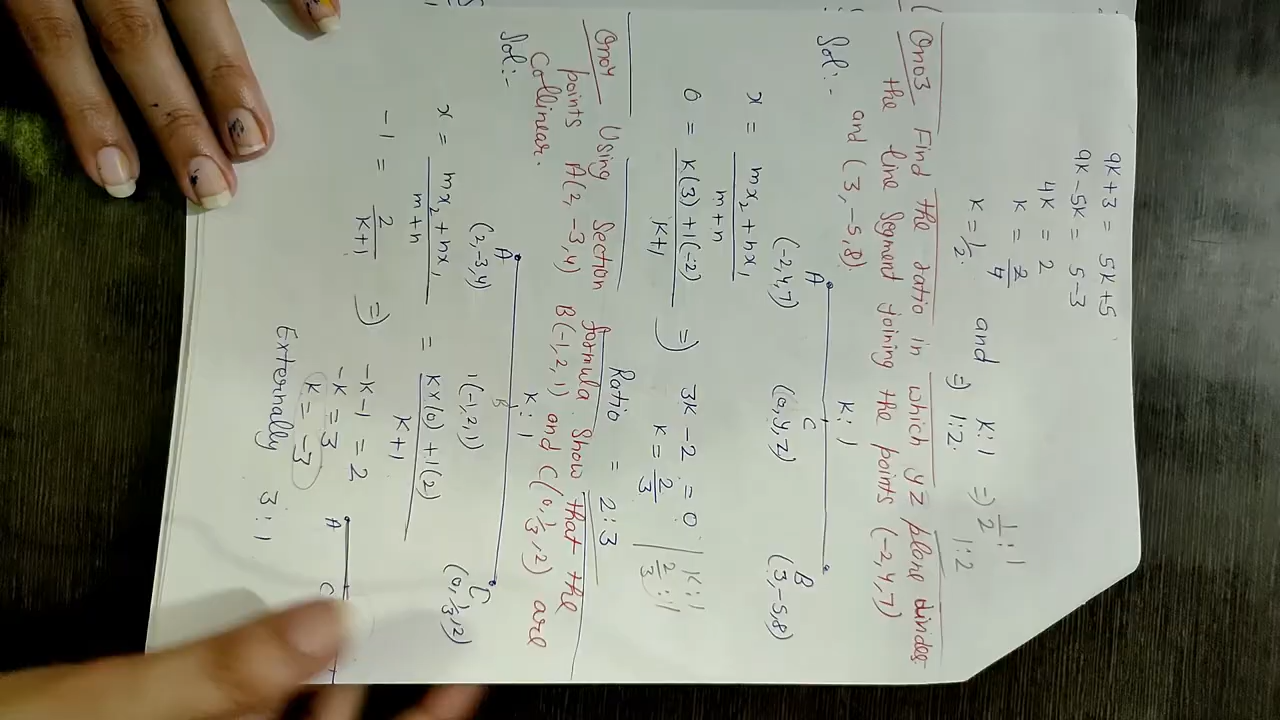 9K+3 = 5K+5
9K-5K = 5-3
4K = 2
K = 2/4
K = 1/2. and K:1 => 1/2 : 1
=> 1:2. 1:2
Qno3 Find the ratio in which YZ plane divides
the line segment joining the points (-2,4,7)
and (3,-5,8).
Sol:-
A C B
(-2,4,7) (0,y,z) (3,-5,8)
K:1
x = mx₂+nx₁ / m+n
0 = K(3)+1(-2) / K+1 => 3K-2 = 0 K:1
K = 2/3 2/3 : 1
Ratio = 2:3
Qno4 Using Section formula. Show that the
points A(2,-3,4) B(-1,2,1) and C(0,1/3,2) are
Collinear.
Sol:-
K:1
A B C
(2,-3,4) (-1,2,1) (0,1/3,2)
x = mx₂+nx₁ / m+n = K×(0)+1(2) / K+1
-1 = 2 / K+1 => -K-1 = 2
-K = 3
K = -3
A C
Externally 3:1